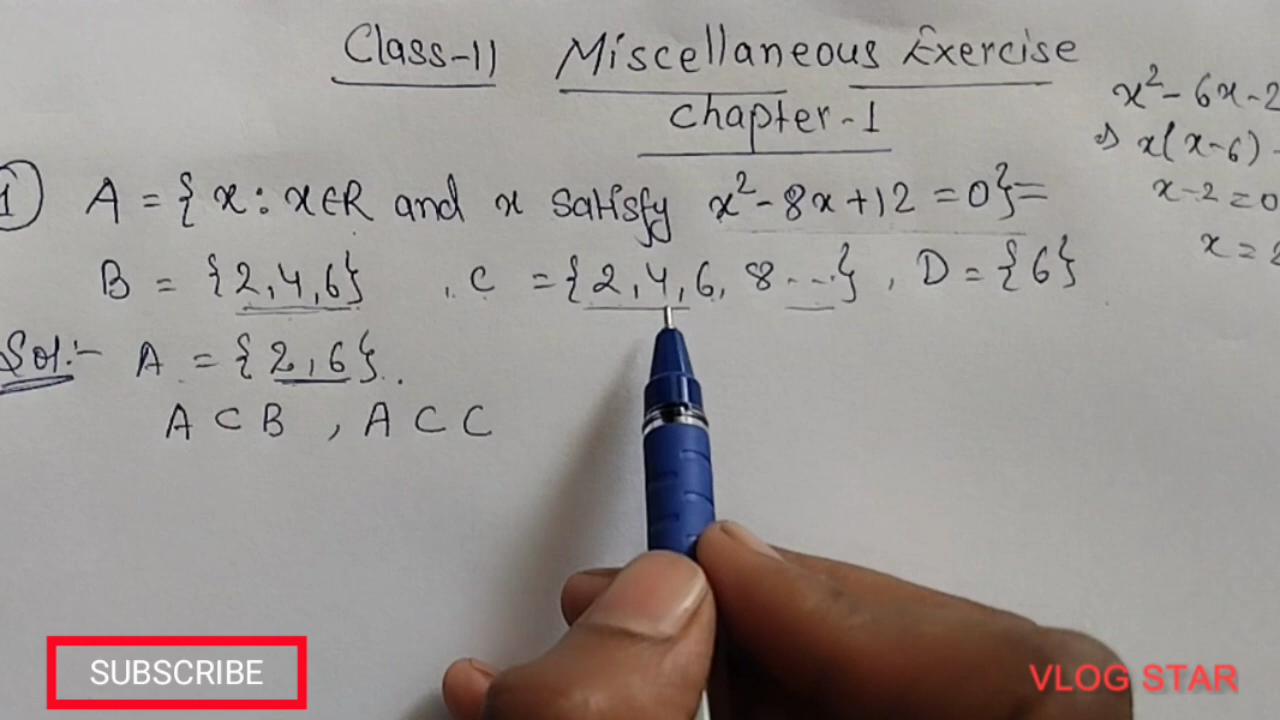 Class-11 Miscellaneous Exercise
Chapter-1
x² - 6x - 2
⇒ x(x-6) -
x-2=0
x=2
1 A = {x : x∈R and x satisfy x² - 8x + 12 = 0} =
B = {2, 4, 6} , C = {2, 4, 6, 8 ...} , D = {6}
Sol:- A = {2, 6}.
A ⊂ B , A ⊂ C
SUBSCRIBE
VLOG STAR